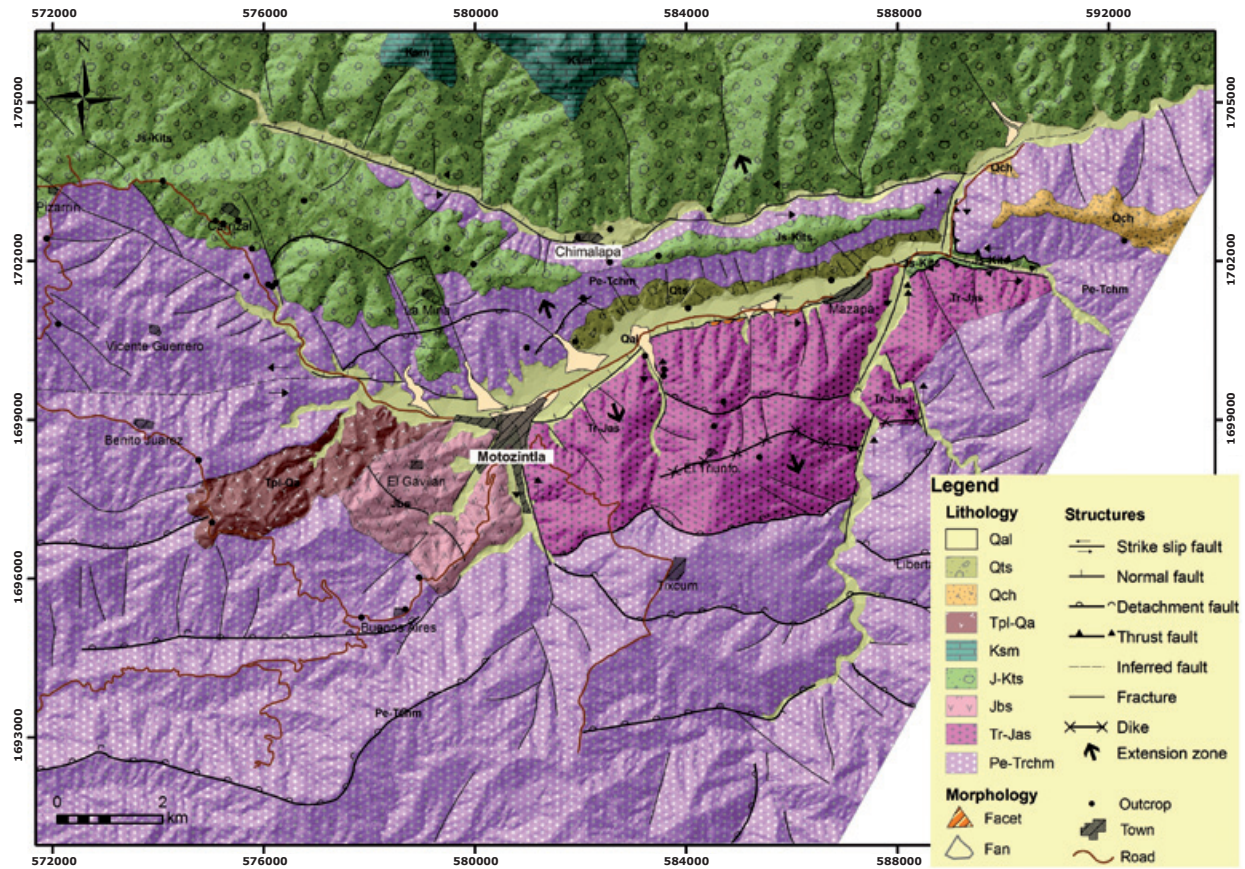 572000 576000 580000 584000 588000 592000
N
Ksm
Ksm
1705000
1705000
Js-Kits
Qch
Pizarrin
Carrizal
Qch
Chimalapa
Js-Kits
1702000
1702000
Pe-Tchm
Qts
Pe-Tchm
Tr-Jas
La Mina
Mazapa
Vicente Guerrero
Qal
1699000
1699000
Tr-Jas
Benito Juarez
Motozintla
El Triunfo
Tpl-Qa
El Gavilan
Jbs
1696000
Tixcum
Buenos Aires
Pe-Tchm
1693000
0 2
km
572000 576000 580000 584000 588000
Legend
Lithology
Qal
Qts
Qch
Tpl-Qa
Ksm
J-Kts
Jbs
Tr-Jas
Pe-Trchm
Morphology
Facet
Fan
Structures
Strike slip fault
Normal fault
Detachment fault
Thrust fault
Inferred fault
Fracture
Dike
Extension zone
Outcrop
Town
Road